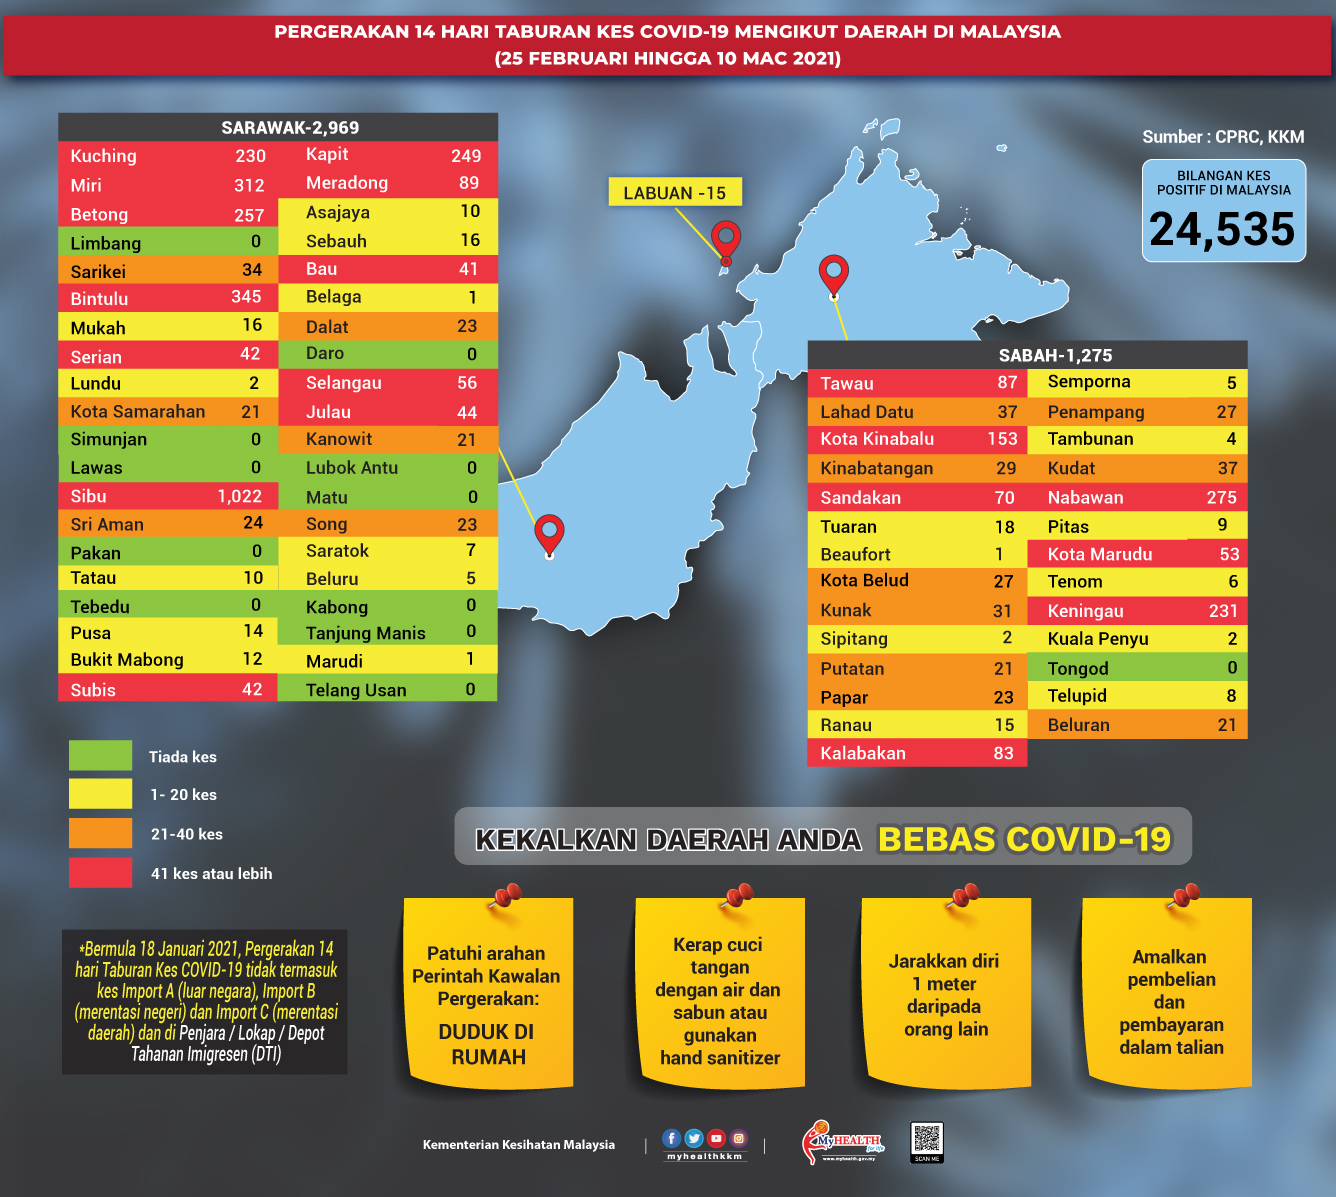 PERGERAKAN 14 HARI TABURAN KES COVID-19 MENGIKUT DAERAH DI MALAYSIA
(25 FEBRUARI HINGGA 10 MAC 2021)
SARAWAK-2,969
Kuching 230 Kapit 249
Miri 312 Meradong 89
Betong 257 Asajaya 10
Limbang 0 Sebauh 16
Sarikei 34 Bau 41
Bintulu 345 Belaga 1
Mukah 16 Dalat 23
Serian 42 Daro 0
Lundu 2 Selangau 56
Kota Samarahan 21 Julau 44
Simunjan 0 Kanowit 21
Lawas 0 Lubok Antu 0
Sibu 1,022 Matu 0
Sri Aman 24 Song 23
Pakan 0 Saratok 7
Tatau 10 Beluru 5
Tebedu 0 Kabong 0
Pusa 14 Tanjung Manis 0
Bukit Mabong 12 Marudi 1
Subis 42 Telang Usan 0
LABUAN -15
Sumber : CPRC, KKM
BILANGAN KES
POSITIF DI MALAYSIA
24,535
SABAH-1,275
Tawau 87 Semporna 5
Lahad Datu 37 Penampang 27
Kota Kinabalu 153 Tambunan 4
Kinabatangan 29 Kudat 37
Sandakan 70 Nabawan 275
Tuaran 18 Pitas 9
Beaufort 1 Kota Marudu 53
Kota Belud 27 Tenom 6
Kunak 31 Keningau 231
Sipitang 2 Kuala Penyu 2
Putatan 21 Tongod 0
Papar 23 Telupid 8
Ranau 15 Beluran 21
Kalabakan 83
Tiada kes
1- 20 kes
21-40 kes
41 kes atau lebih
*Bermula 18 Januari 2021, Pergerakan 14
hari Taburan Kes COVID-19 tidak termasuk
kes Import A (luar negara), Import B
(merentasi negeri) dan Import C (merentasi
daerah) dan di Penjara / Lokap / Depot
Tahanan Imigresen (DTI)
KEKALKAN DAERAH ANDA BEBAS COVID-19
Patuhi arahan
Perintah Kawalan
Pergerakan:
DUDUK DI
RUMAH
Kerap cuci
tangan
dengan air dan
sabun atau
gunakan
hand sanitizer
Jarakkan diri
1 meter
daripada
orang lain
Amalkan
pembelian
dan
pembayaran
dalam talian
Kementerian Kesihatan Malaysia
myhealthkkm
MyHEALTH
for life
www.myhealth.gov.my
SCAN ME